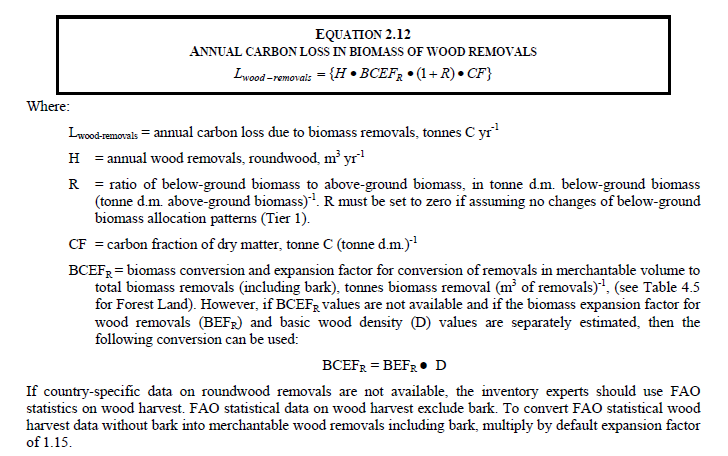 EQUATION 2.12
ANNUAL CARBON LOSS IN BIOMASS OF WOOD REMOVALS
Lwood–removals = {H • BCEFR • (1 + R) • CF}
Where:
Lwood-removals = annual carbon loss due to biomass removals, tonnes C yr-1
H = annual wood removals, roundwood, m3 yr-1
R = ratio of below-ground biomass to above-ground biomass, in tonne d.m. below-ground biomass
(tonne d.m. above-ground biomass)-1. R must be set to zero if assuming no changes of below-ground
biomass allocation patterns (Tier 1).
CF = carbon fraction of dry matter, tonne C (tonne d.m.)-1
BCEFR = biomass conversion and expansion factor for conversion of removals in merchantable volume to
total biomass removals (including bark), tonnes biomass removal (m3 of removals)-1, (see Table 4.5
for Forest Land). However, if BCEFR values are not available and if the biomass expansion factor for
wood removals (BEFR) and basic wood density (D) values are separately estimated, then the
following conversion can be used:
BCEFR = BEFR • D
If country-specific data on roundwood removals are not available, the inventory experts should use FAO
statistics on wood harvest. FAO statistical data on wood harvest exclude bark. To convert FAO statistical wood
harvest data without bark into merchantable wood removals including bark, multiply by default expansion factor
of 1.15.